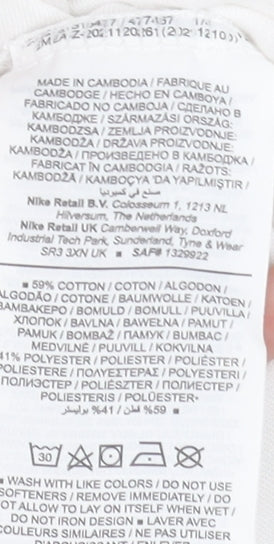 MADE IN CAMBODIA / FABRIQUE AU
CAMBODGE / HECHO EN CAMBOYA /
FABRICADO NO CAMBOJA / СДЕЛАНО В
КАМБОДЖЕ / SZÁRMAZÁSI ORSZÁG:
KAMBODZSA / ZEMLJA PROIZVODNJE:
KAMBODŽA / DRŽAVA PROIZVODNJE:
KAMBODŽA / ПРОИЗВЕДЕНО В КАМБОДЖА /
FABRICAT ÎN CAMBODGIA / RAŽOTS:
KAMBODŽĀ / KAMBOÇYA 'DA YAPILMIŞTIR /
صنع في كمبوديا
Nike Retail B.V. Colosseum 1, 1213 NL
Hilversum, The Netherlands
Nike Retail UK Camberwell Way, Doxford
Industrial Tech Park, Sunderland, Tyne & Wear
SR3 3XN UK ▪ SAF# 1329922
▪ 59% COTTON / COTON / ALGODON /
ALGODÃO / COTONE / BAUMWOLLE / KATOEN /
ΒΑΜΒΑΚΕΡΟ / BOMULD / BOMULL / PUUVILLA /
ХЛОПОК / BAVLNA / BAWEŁNA / PAMUT /
PAMUK / BOMBAŽ / ПАМУК / BUMBAC /
MEDVILNĖ / PUUVILL / KOKVILNA
41% POLYESTER / POLIESTER / POLIÉSTER /
POLIESTERE / ΠΟΛΥΕΣΤΕΡΑΣ / POLYESTERI /
ПОЛИЭСТЕР / POLIÉSZTER / ПОЛИЕСТЕР /
POLIESTERIS / POLÜESTER*
59% قطن / 41% بوليستر ▪
30
▪ WASH WITH LIKE COLORS / DO NOT USE
SOFTENERS / REMOVE IMMEDIATELY / DO
NOT ALLOW TO LAY ON ITSELF WHEN WET /
DO NOT IRON DESIGN ▪ LAVER AVEC
COULEURS SIMILAIRES / NE PAS UTILISER